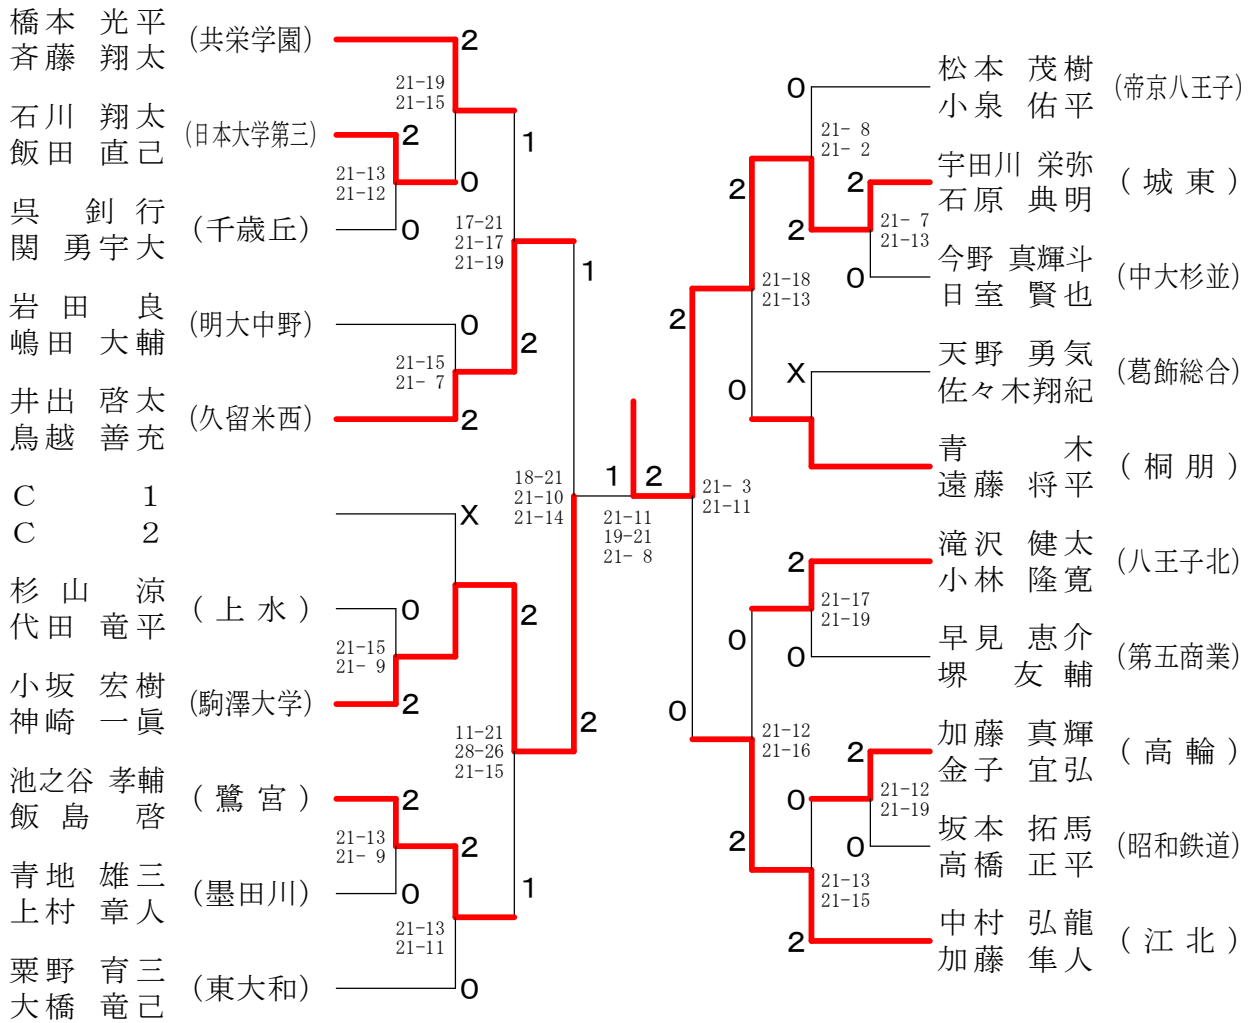 橋本 光平
斉藤 翔太
(共栄学園)
2
21-19
21-15
石川 翔太
飯田 直己
(日本大学第三)
2
1
21-13
21-12
0
呉 釗行
関 勇宇大
(千歳丘)
0
17-21
21-17
21-19
1
岩田 良
嶋田 大輔
(明大中野)
0
2
21-15
21- 7
井出 啓太
鳥越 善充
(久留米西)
2
C 1
C 2
X
18-21
21-10
21-14
杉山 涼
代田 竜平
(上水)
0
2
21-15
21- 9
小坂 宏樹
神崎 一眞
(駒澤大学)
2
2
11-21
28-26
21-15
池之谷 孝輔
飯島 啓
(鷺宮)
2
21-13
21- 9
2
青地 雄三
上村 章人
(墨田川)
0
1
21-13
21-11
粟野 育三
大橋 竜己
(東大和)
0
1
2
21-11
19-21
21- 8
松本 茂樹
小泉 佑平
(帝京八王子)
0
21- 8
21- 2
宇田川 栄弥
石原 典明
(城東)
2
2
2
21- 7
21-13
今野 真輝斗
日室 賢也
(中大杉並)
0
21-18
21-13
2
天野 勇気
佐々木翔紀
(葛飾総合)
X
0
青木
遠藤 将平
(桐朋)
21- 3
21-11
滝沢 健太
小林 隆寛
(八王子北)
2
21-17
21-19
0
早見 恵介
堺 友輔
(第五商業)
0
0
21-12
21-16
加藤 真輝
金子 宜弘
(高輪)
2
0
21-12
21-19
坂本 拓馬
高橋 正平
(昭和鉄道)
0
2
21-13
21-15
中村 弘龍
加藤 隼人
(江北)
2